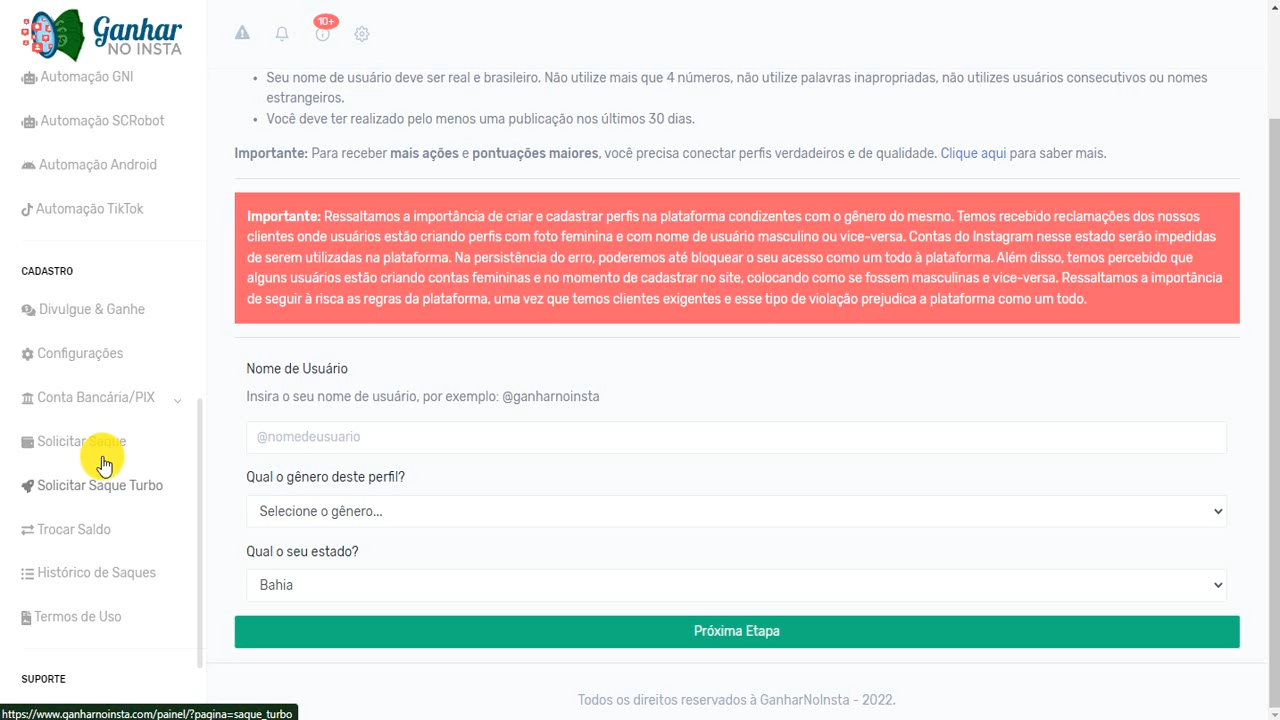 Ganhar
NO INSTA
10+
Automação GNI
Automação SCRobot
Automação Android
Automação TikTok
CADASTRO
Divulgue & Ganhe
Configurações
Conta Bancária/PIX
Solicitar Saque
Solicitar Saque Turbo
Trocar Saldo
Histórico de Saques
Termos de Uso
SUPORTE
https://www.ganharnoinsta.com/painel/?pagina=saque_turbo
Seu nome de usuário deve ser real e brasileiro. Não utilize mais que 4 números, não utilize palavras inapropriadas, não utilizes usuários consecutivos ou nomes
estrangeiros.
Você deve ter realizado pelo menos uma publicação nos últimos 30 dias.
Importante: Para receber mais ações e pontuações maiores, você precisa conectar perfis verdadeiros e de qualidade. Clique aqui para saber mais.
Importante: Ressaltamos a importância de criar e cadastrar perfis na plataforma condizentes com o gênero do mesmo. Temos recebido reclamações dos nossos
clientes onde usuários estão criando perfis com foto feminina e com nome de usuário masculino ou vice-versa. Contas do Instagram nesse estado serão impedidas
de serem utilizadas na plataforma. Na persistência do erro, poderemos até bloquear o seu acesso como um todo à plataforma. Além disso, temos percebido que
alguns usuários estão criando contas femininas e no momento de cadastrar no site, colocando como se fossem masculinas e vice-versa. Ressaltamos a importância
de seguir à risca as regras da plataforma, uma vez que temos clientes exigentes e esse tipo de violação prejudica a plataforma como um todo.
Nome de Usuário
Insira o seu nome de usuário, por exemplo: @ganharnoinsta
@nomedeusuario
Qual o gênero deste perfil?
Selecione o gênero...
Qual o seu estado?
Bahia
Próxima Etapa
Todos os direitos reservados à GanharNoInsta - 2022.